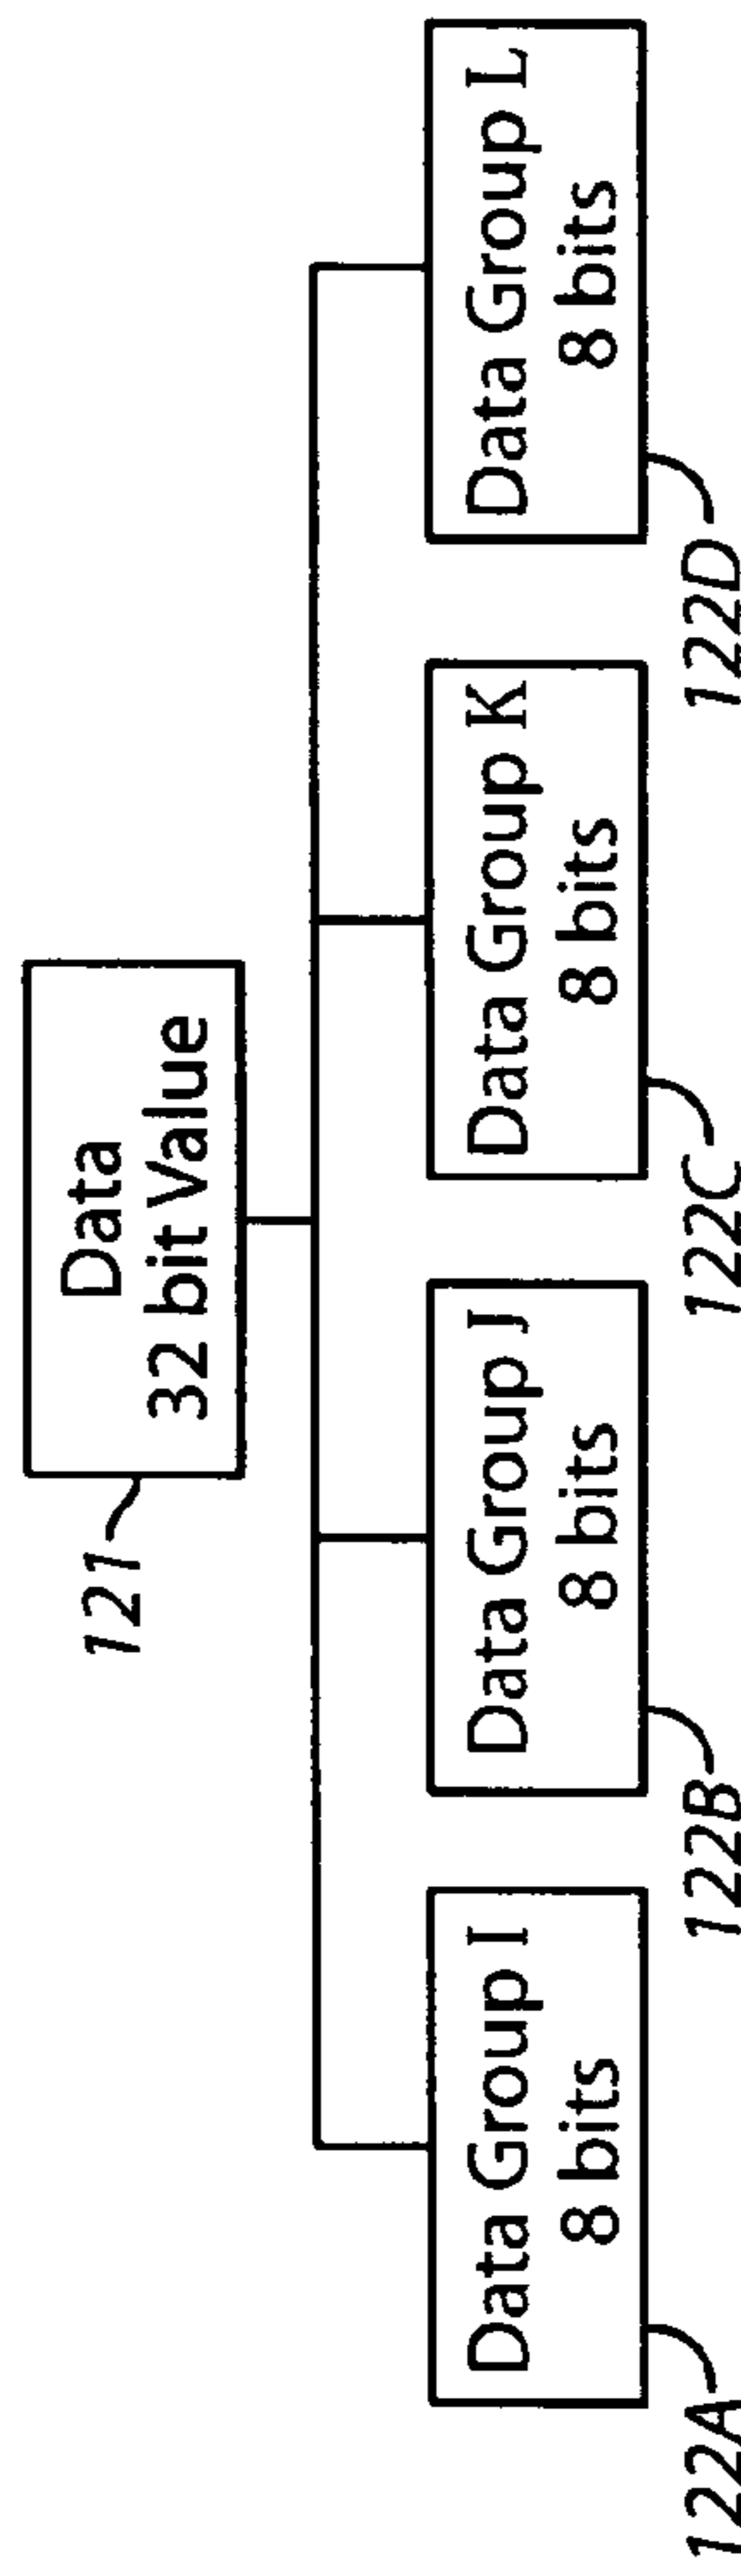 Data
32 bit Value
121
Data Group I
8 bits
122A
Data Group J
8 bits
122B
Data Group K
8 bits
122C
Data Group L
8 bits
122D